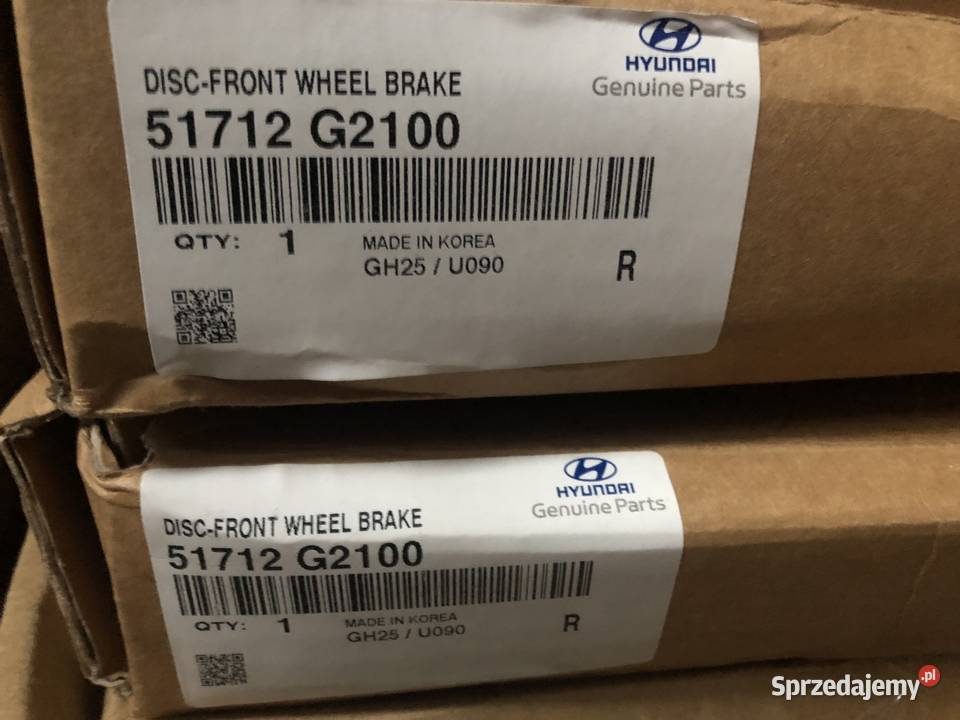 HYUNDAI
Genuine Parts
DISC-FRONT WHEEL BRAKE
51712 G2100
QTY: 1
MADE IN KOREA
GH25 / U090
R
HYUNDAI
Genuine Parts
DISC-FRONT WHEEL BRAKE
51712 G2100
QTY: 1
MADE IN KOREA
GH25 / U090
R
Sprzedajemy.pl